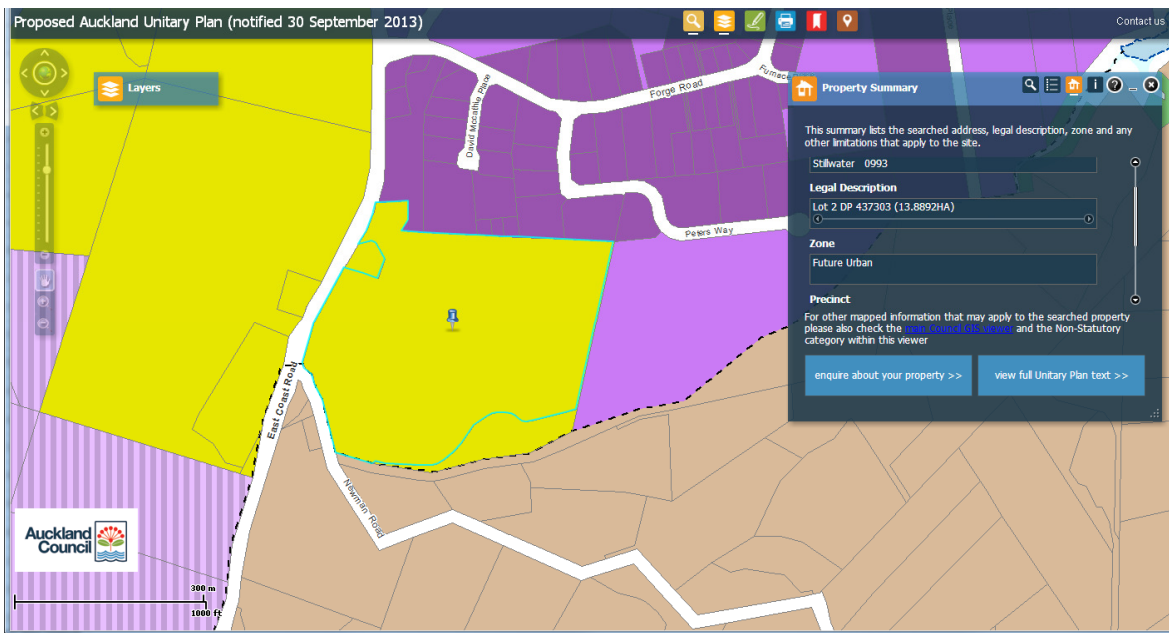 Proposed Auckland Unitary Plan (notified 30 September 2013)
Contact us
Layers
David Mccathie Place
Forge Road
Furnace
Peters Way
East Coast Road
Newman Road
Property Summary
This summary lists the searched address, legal description, zone and any
other limitations that apply to the site.
Stillwater 0993
Legal Description
Lot 2 DP 437303 (13.8892HA)
Zone
Future Urban
Precinct
For other mapped information that may apply to the searched property
please also check the main Council GIS viewer and the Non-Statutory
category within this viewer
enquire about your property >>
view full Unitary Plan text >>
Auckland
Council
300 m
1000 ft